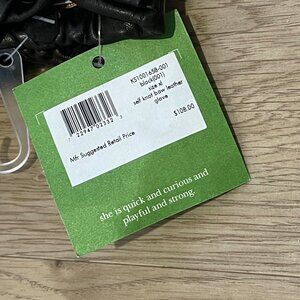 KS1001658-001
black(001)
size xl
self knot bow leather
glove
$108.00
Mfr Suggested Retail Price
she is quick and curious and
playful and strong.